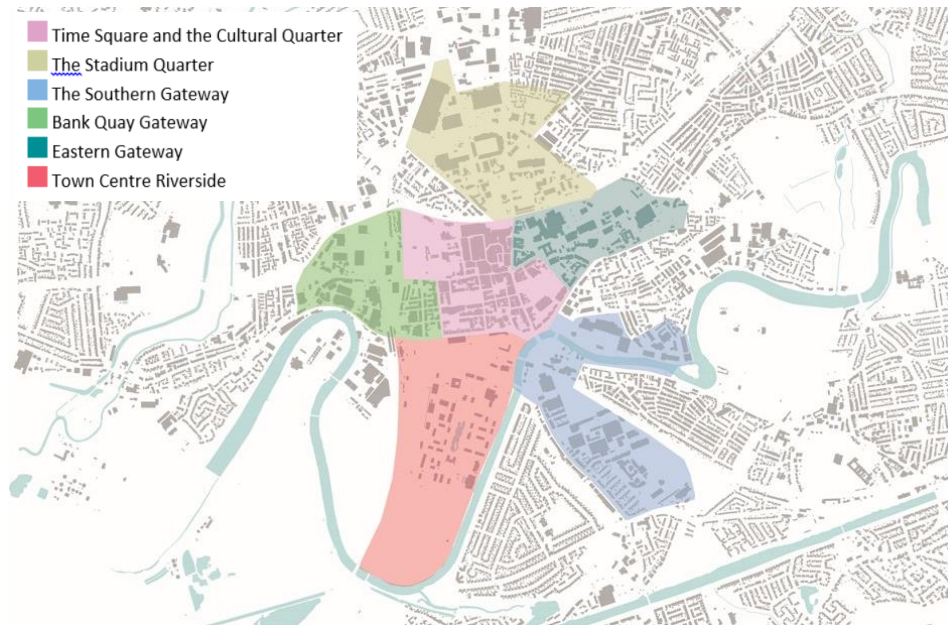 Time Square and the Cultural Quarter
The Stadium Quarter
The Southern Gateway
Bank Quay Gateway
Eastern Gateway
Town Centre Riverside